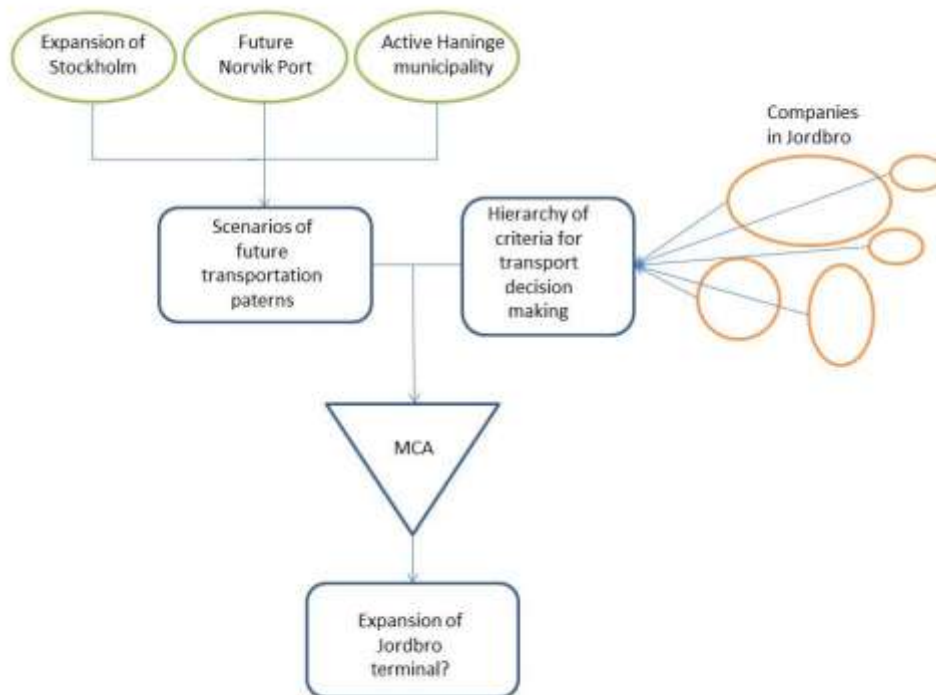 Expansion of
Stockholm
Future
Norvik Port
Active Haninge
municipality
Companies
in Jordbro
Scenarios of
future
transportation
paterns
Hierarchy of
criteria for
transport
decision
making
MCA
Expansion of
Jordbro
terminal?